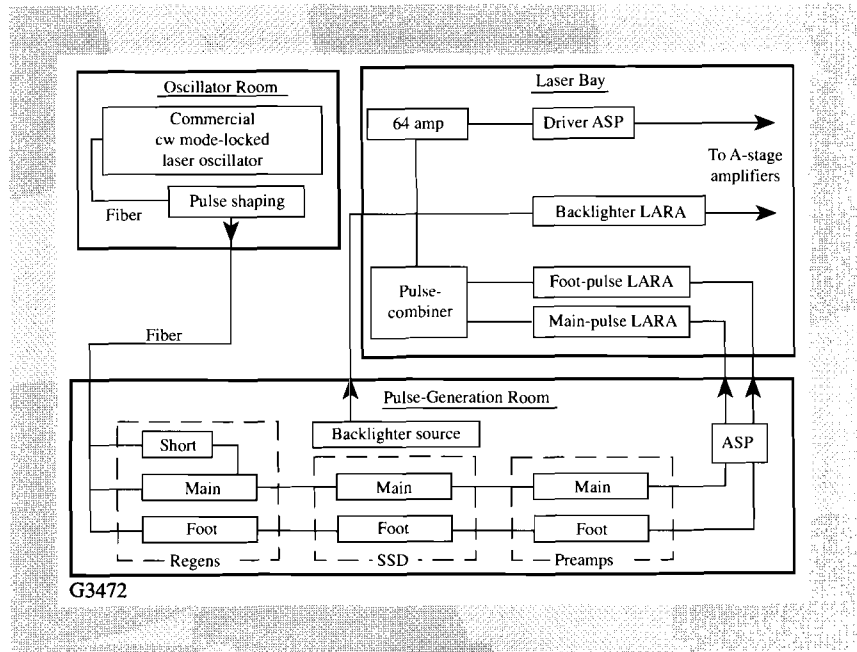 Oscillator Room
Commercial
cw mode-locked
laser oscillator
Fiber
Pulse shaping
Fiber
Laser Bay
64 amp
Driver ASP
To A-stage
amplifiers
Backlighter LARA
Pulse-
combiner
Foot-pulse LARA
Main-pulse LARA
Pulse-Generation Room
Backlighter source
ASP
Short
Main
Main
Main
Foot
Foot
Foot
Regens
SSD
Preamps
G3472